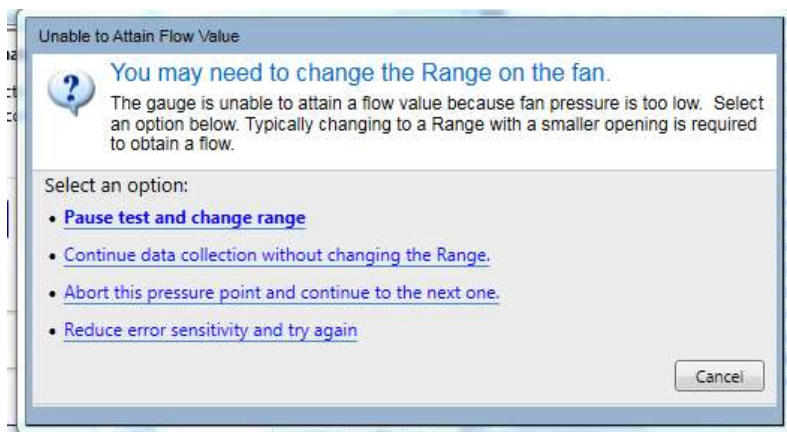 Unable to Attain Flow Value
You may need to change the Range on the fan.
The gauge is unable to attain a flow value because fan pressure is too low. Select
an option below. Typically changing to a Range with a smaller opening is required
to obtain a flow.
Select an option:
• Pause test and change range
• Continue data collection without changing the Range.
• Abort this pressure point and continue to the next one.
• Reduce error sensitivity and try again
Cancel